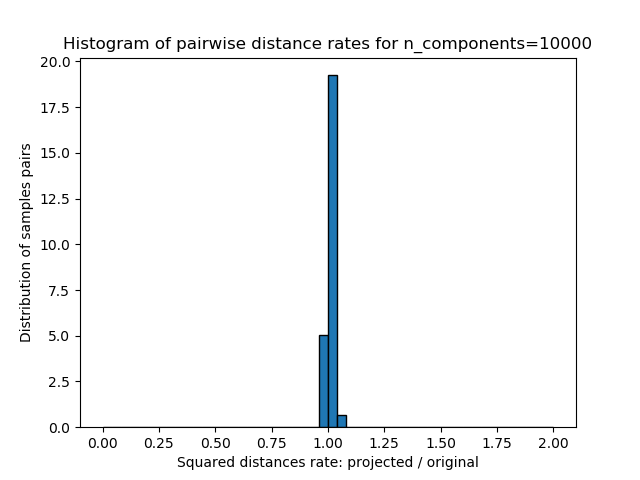 Histogram of pairwise distance rates for n_components=10000
20.0
17.5
15.0
12.5
10.0
7.5
5.0
2.5
0.0
Distribution of samples pairs
0.00 0.25 0.50 0.75 1.00 1.25 1.50 1.75 2.00
Squared distances rate: projected / original